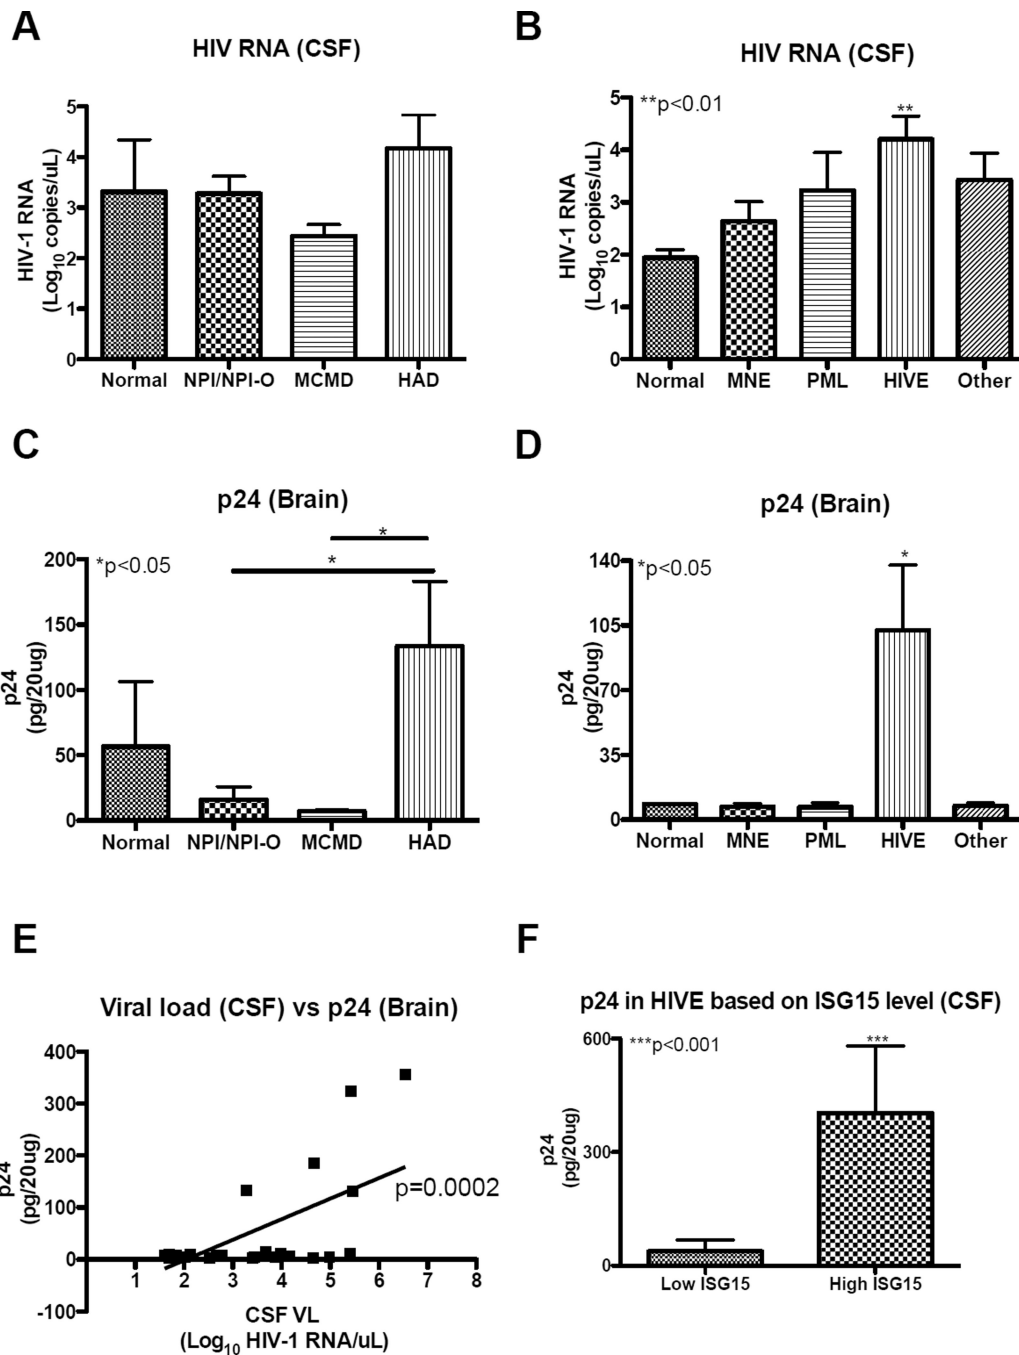 A
HIV RNA (CSF)
HIV-1 RNA
(Log10 copies/uL)
5
4
3
2
1
0
Normal NPI/NPI-O MCMD HAD
B
HIV RNA (CSF)
**p<0.01
**
HIV-1 RNA
(Log10 copies/uL)
5
4
3
2
1
0
Normal MNE PML HIVE Other
C
p24 (Brain)
*p<0.05
*
*
p24
(pg/20ug)
200
150
100
50
0
Normal NPI/NPI-O MCMD HAD
D
p24 (Brain)
*p<0.05
*
p24
(pg/20ug)
140
105
70
35
0
Normal MNE PML HIVE Other
E
Viral load (CSF) vs p24 (Brain)
p24
(pg/20ug)
400
300
200
100
0
-100
p=0.0002
1 2 3 4 5 6 7 8
CSF VL
(Log10 HIV-1 RNA/uL)
F
p24 in HIVE based on ISG15 level (CSF)
***p<0.001
***
p24
(pg/20ug)
600
300
0
Low ISG15 High ISG15